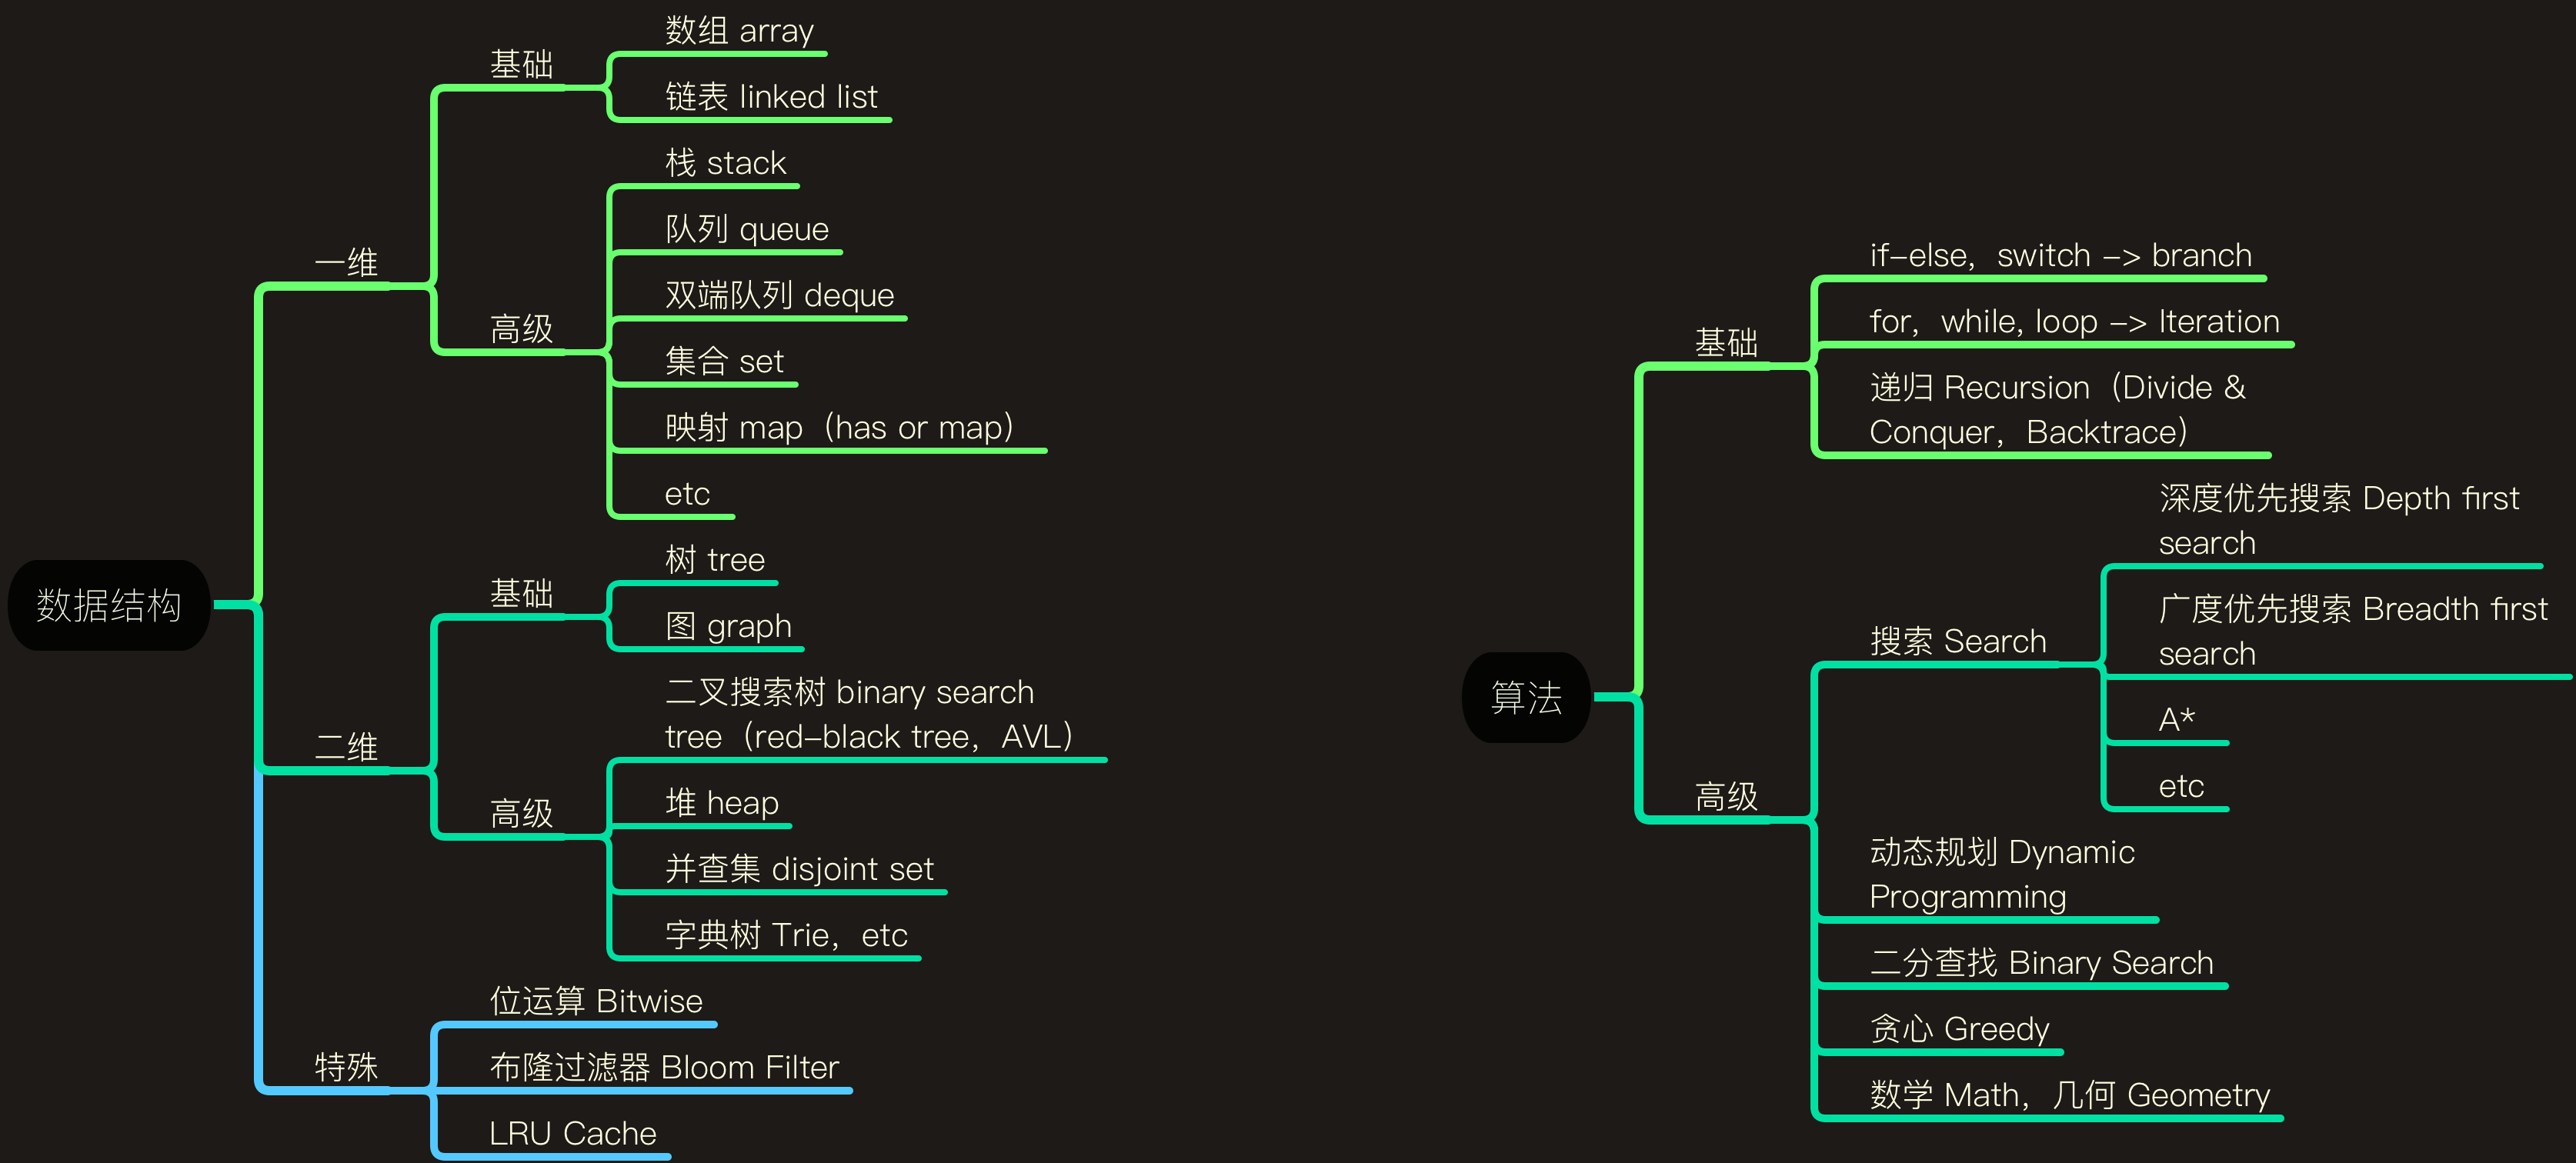 数据结构
一维
基础
数组 array
链表 linked list
高级
栈 stack
队列 queue
双端队列 deque
集合 set
映射 map（has or map）
etc
二维
基础
树 tree
图 graph
高级
二叉搜索树 binary search
tree（red-black tree，AVL）
堆 heap
并查集 disjoint set
字典树 Trie，etc
特殊
位运算 Bitwise
布隆过滤器 Bloom Filter
LRU Cache
算法
基础
if-else，switch -> branch
for，while, loop -> Iteration
递归 Recursion（Divide &
Conquer，Backtrace）
高级
搜索 Search
深度优先搜索 Depth first
search
广度优先搜索 Breadth first
search
A*
etc
动态规划 Dynamic
Programming
二分查找 Binary Search
贪心 Greedy
数学 Math，几何 Geometry